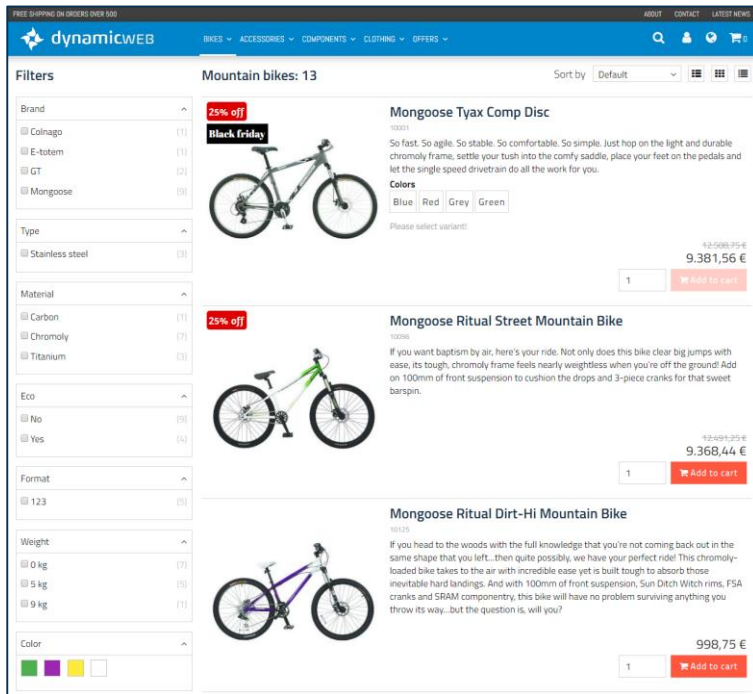 FREE SHIPPING ON ORDERS OVER 500
ABOUT CONTACT LATEST NEWS
dynamicWEB
BIKES ACCESSORIES COMPONENTS CLOTHING OFFERS
0
Filters
Brand
Colnago (1)
E-totem (1)
GT (2)
Mongoose (9)
Type
Stainless steel (3)
Material
Carbon (1)
Chromoly (7)
Titanium (3)
Eco
No (9)
Yes (4)
Format
123 (5)
Weight
0 kg (7)
5 kg (5)
9 kg (1)
Color
Mountain bikes: 13
Sort by Default
25% off
Black friday
Mongoose Tyax Comp Disc
10001
So fast. So agile. So stable. So comfortable. So simple. Just hop on the light and durable
chromoly frame, settle your tush into the comfy saddle, place your feet on the pedals and
let the single speed drivetrain do all the work for you.
Colors
Blue Red Grey Green
Please select variant!
12.508,75 €
9.381,56 €
1 Add to cart
25% off
Mongoose Ritual Street Mountain Bike
10096
If you want baptism by air, here's your ride. Not only does this bike clear big jumps with
ease, its tough, chromoly frame feels nearly weightless when you're off the ground! Add
on 100mm of front suspension to cushion the drops and 3-piece cranks for that sweet
barspin.
12.491,25 €
9.368,44 €
1 Add to cart
Mongoose Ritual Dirt-Hi Mountain Bike
10125
If you head to the woods with the full knowledge that you're not coming back out in the
same shape that you left...then quite possibly, we have your perfect ride! This chromoly-
loaded bike takes to the air with incredible ease yet is built tough to absorb those
inevitable hard landings. And with 100mm of front suspension, Sun Ditch Witch rims, FSA
cranks and SRAM componentry, this bike will have no problem surviving anything you
throw its way...but the question is, will you?
998,75 €
1 Add to cart